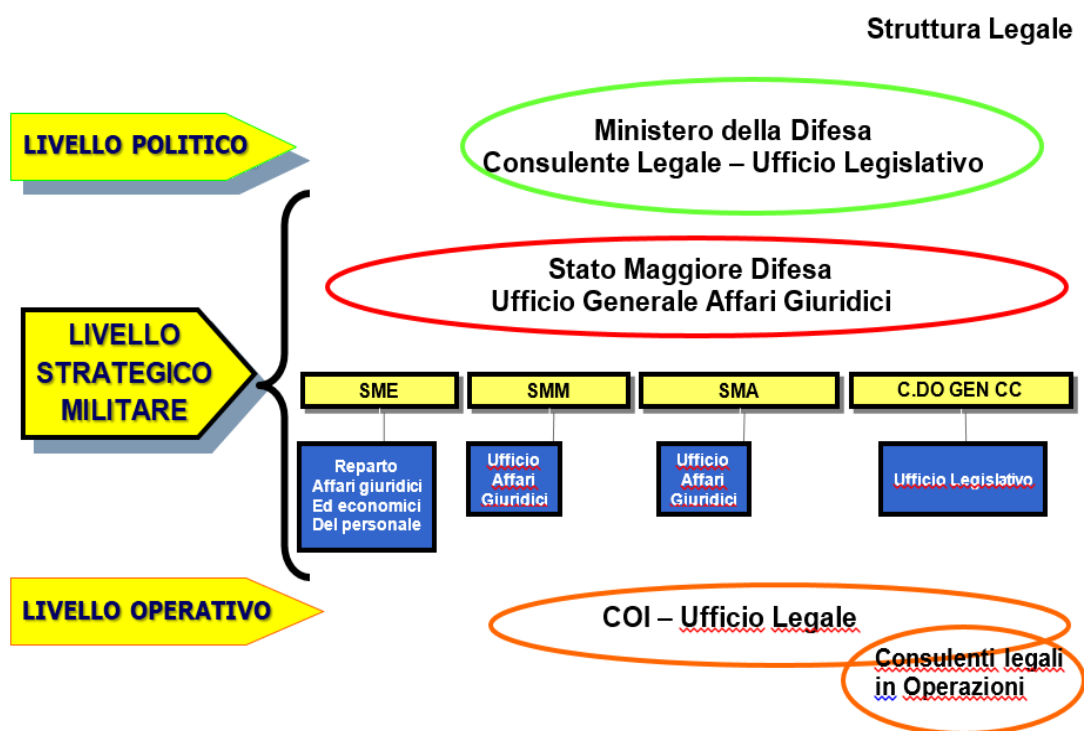 Struttura Legale
LIVELLO POLITICO
Ministero della Difesa
Consulente Legale – Ufficio Legislativo
LIVELLO
STRATEGICO
MILITARE
Stato Maggiore Difesa
Ufficio Generale Affari Giuridici
SME
SMM
SMA
C.DO GEN CC
Reparto
Affari giuridici
Ed economici
Del personale
Ufficio
Affari
Giuridici
Ufficio
Affari
Giuridici
Ufficio Legislativo
LIVELLO OPERATIVO
COI – Ufficio Legale
Consulenti legali
in Operazioni